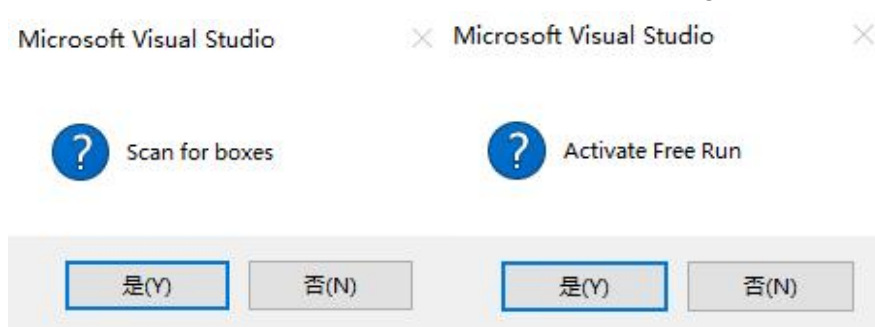 Microsoft Visual Studio
Scan for boxes
是(Y)
否(N)
Microsoft Visual Studio
Activate Free Run
是(Y)
否(N)